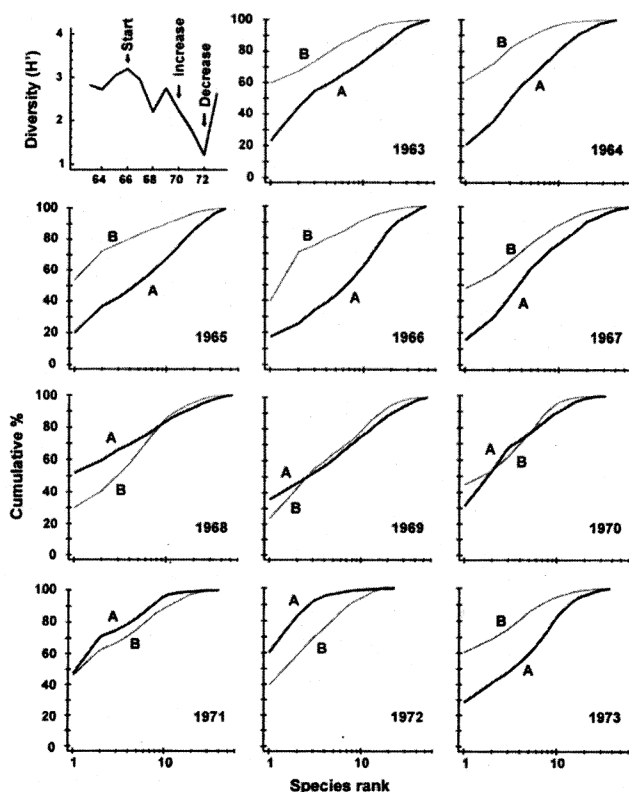 Diversity (H')
4
3
2
1
64 66 68 70 72
Start
Increase
Decrease
100
80
60
40
20
0
B
A
1963
B
A
1964
100
80
60
40
20
0
B
A
1965
B
A
1966
B
A
1967
Cumulative %
100
80
60
40
20
0
A
B
1968
A
B
1969
A
B
1970
100
80
60
40
20
0
A
B
1971
1 10
A
B
1972
1 10
B
A
1973
1 10
Species rank